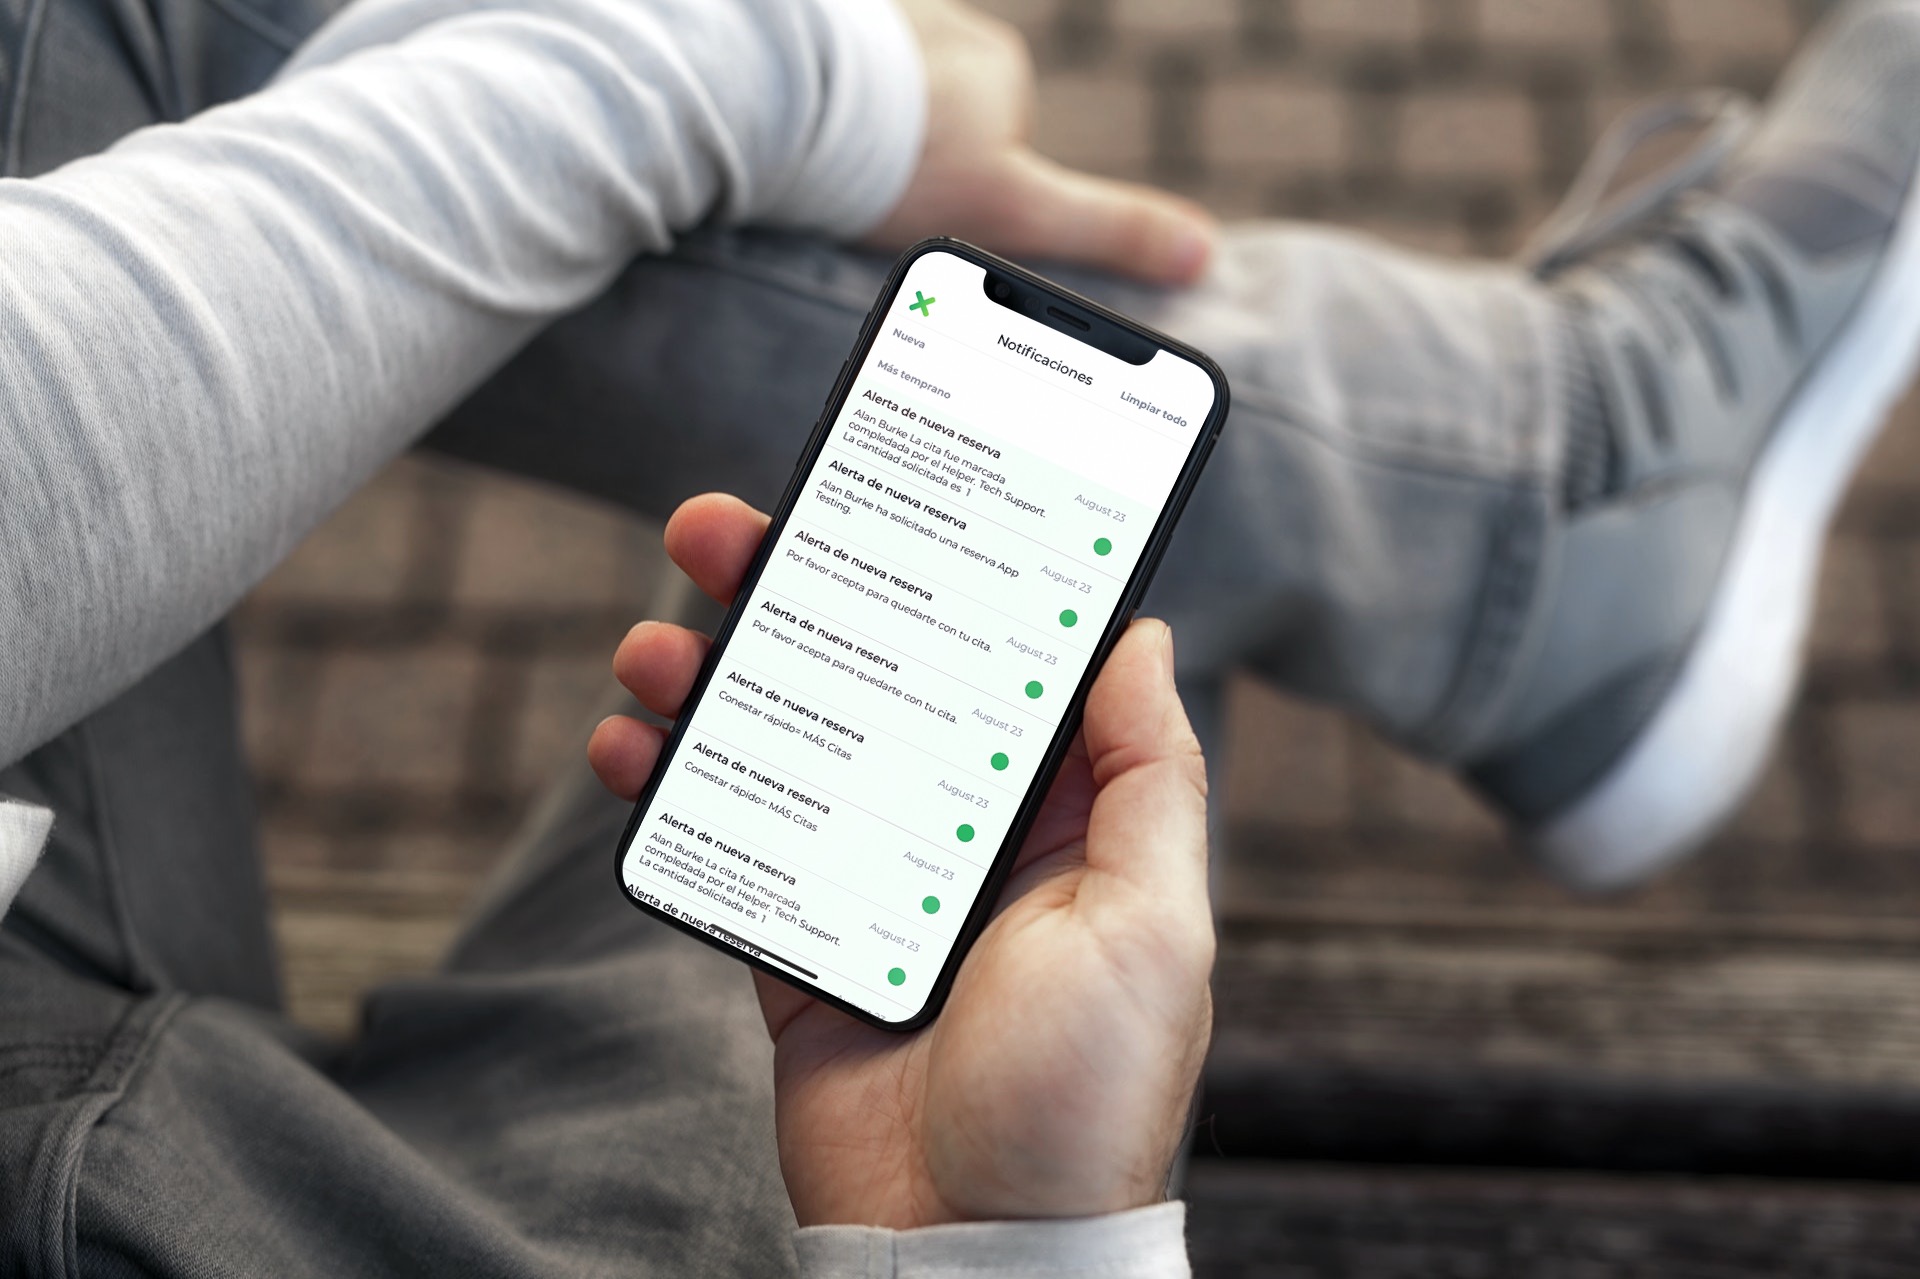 Notificaciones
Limpiar todo
Nueva
Más temprano
Alerta de nueva reserva
Alan Burke La cita fue marcada
compledada por el Helper. Tech Support.
La cantidad solicitada es 1
August 23
Alerta de nueva reserva
Alan Burke ha solicitado una reserva App
Testing.
August 23
Alerta de nueva reserva
Por favor acepta para quedarte con tu cita.
August 23
Alerta de nueva reserva
Por favor acepta para quedarte con tu cita.
August 23
Alerta de nueva reserva
Conestar rápido= MÁS Citas
August 23
Alerta de nueva reserva
Conestar rápido= MÁS Citas
August 23
Alerta de nueva reserva
Alan Burke La cita fue marcada
compledada por el Helper. Tech Support.
La cantidad solicitada es 1
August 23
Alerta de nueva reserva